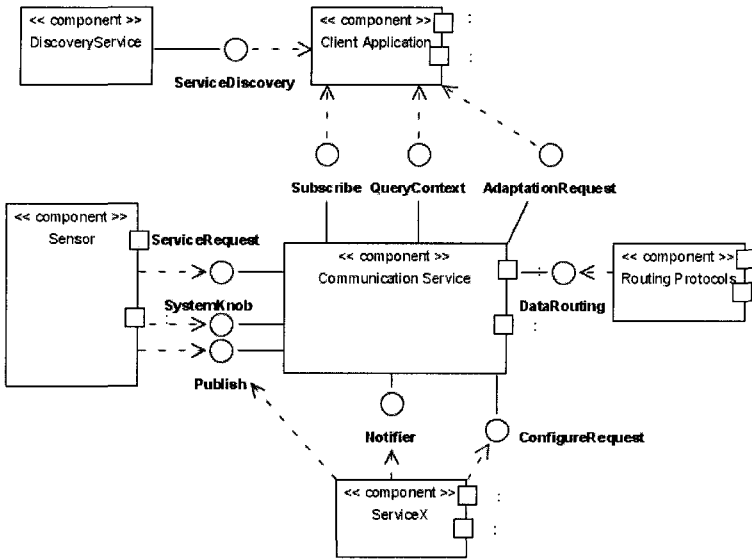 << component >>
DiscoveryService
<< component >>
Client Application
:
:
ServiceDiscovery
Subscribe
QueryContext
AdaptationRequest
<< component >>
Sensor
:
ServiceRequest
SystemKnob
Publish
<< component >>
Communication Service
:
:
<< component >>
Routing Protocols
DataRouting
Notifier
ConfigureRequest
<< component >>
ServiceX
:
: